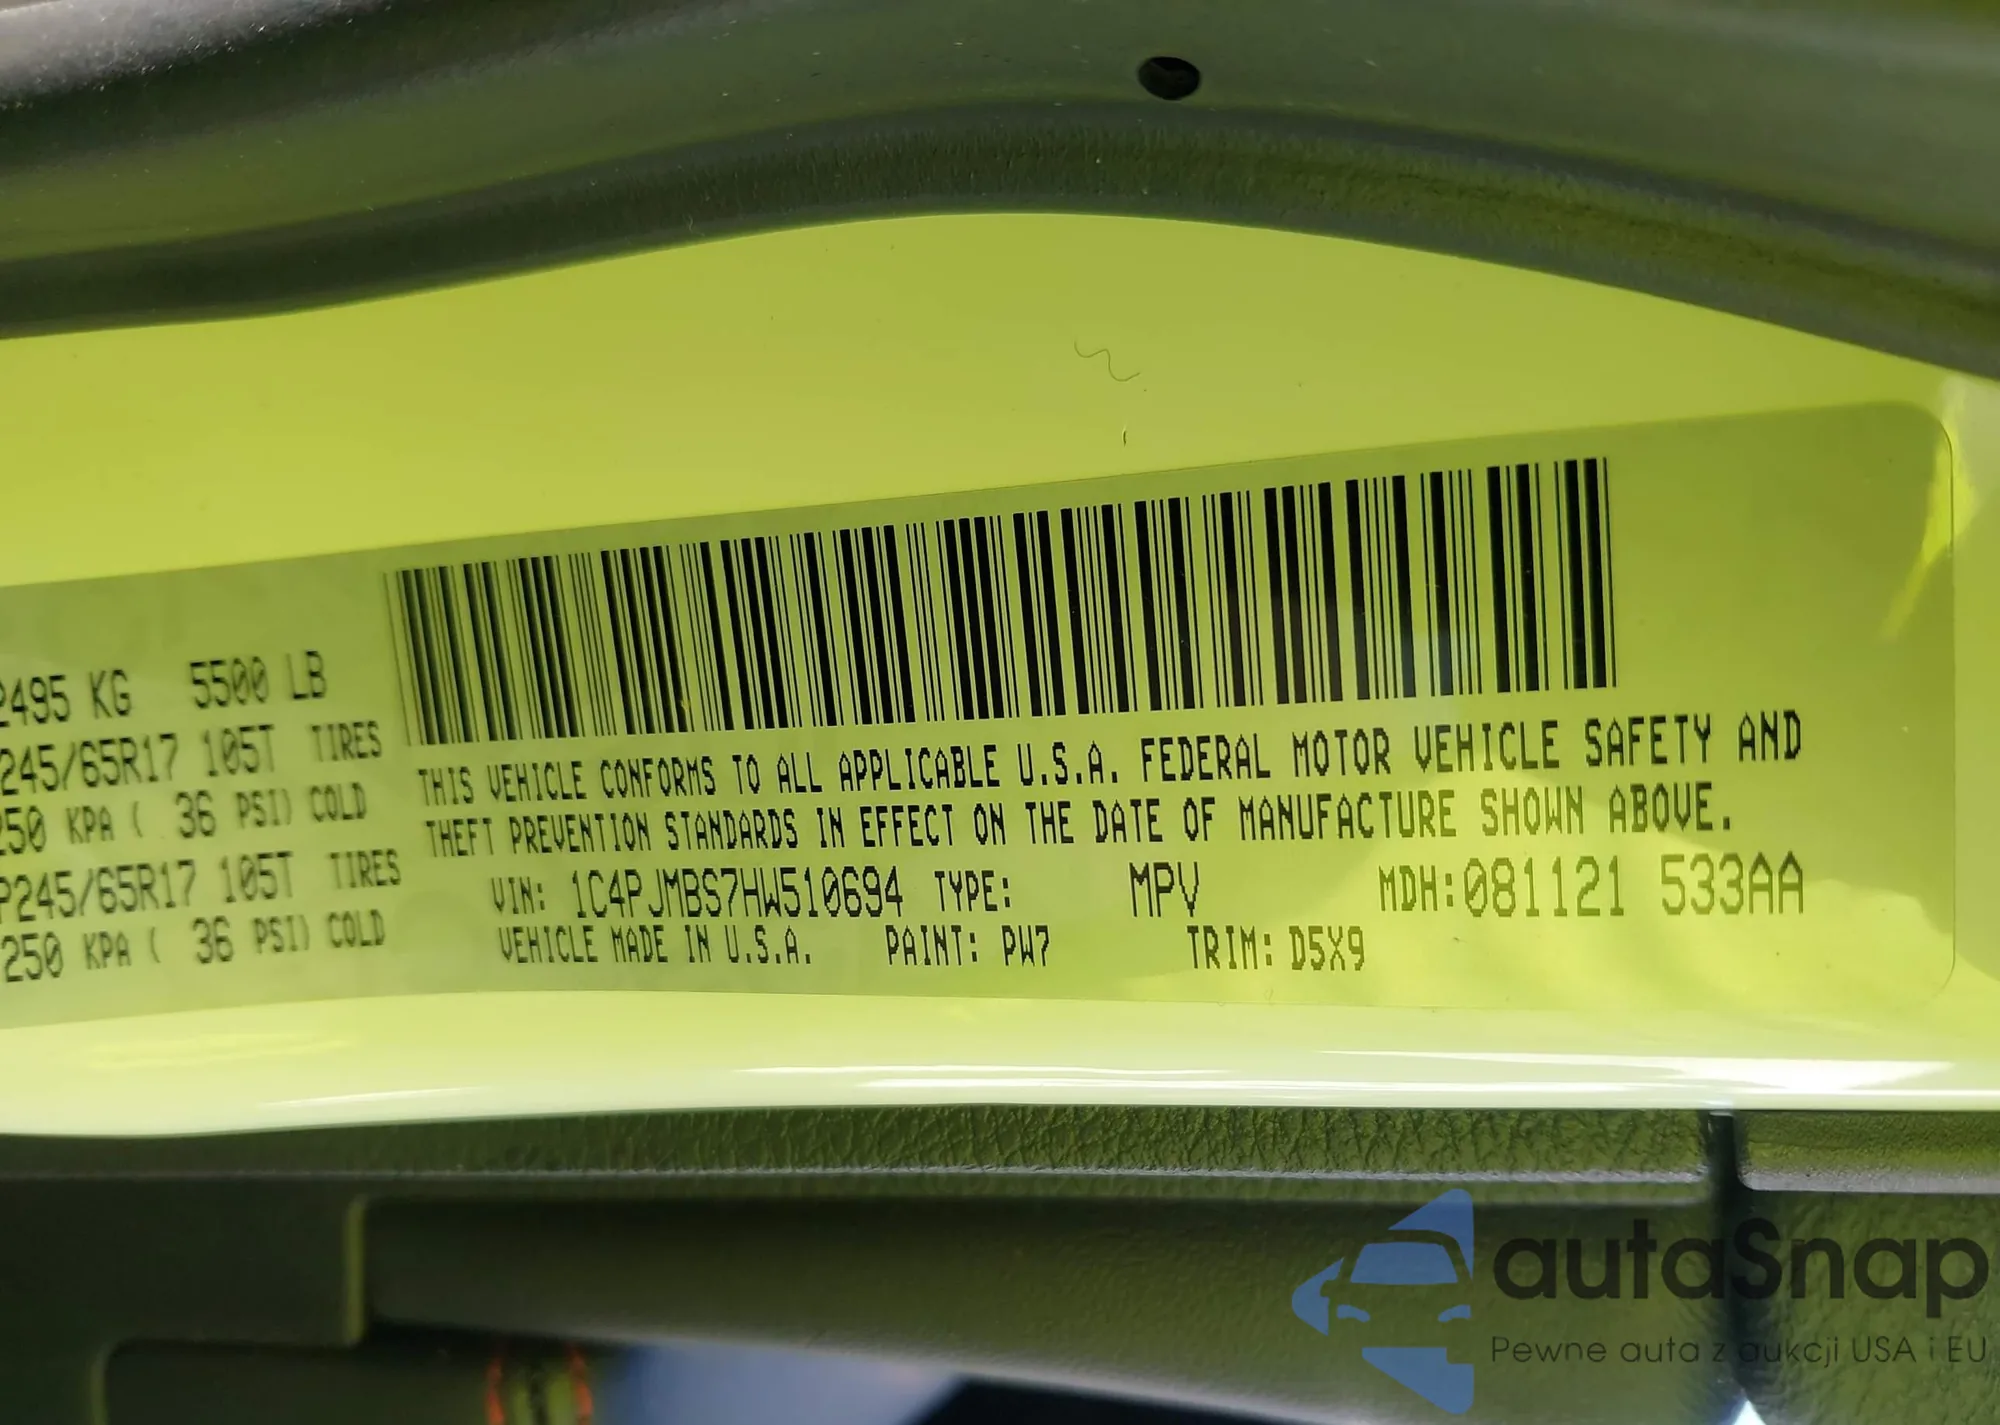 2495 KG 5500 LB
245/65R17 105T TIRES
250 KPA ( 36 PSI) COLD
P245/65R17 105T TIRES
250 KPA ( 36 PSI) COLD
THIS VEHICLE CONFORMS TO ALL APPLICABLE U.S.A. FEDERAL MOTOR VEHICLE SAFETY AND
THEFT PREVENTION STANDARDS IN EFFECT ON THE DATE OF MANUFACTURE SHOWN ABOVE.
VIN: 1C4PJMBS7HW510694 TYPE: MPV MDH:081121 533AA
VEHICLE MADE IN U.S.A. PAINT: PW7 TRIM: D5X9
autaSnap
Pewne auta z aukcji USA i EU